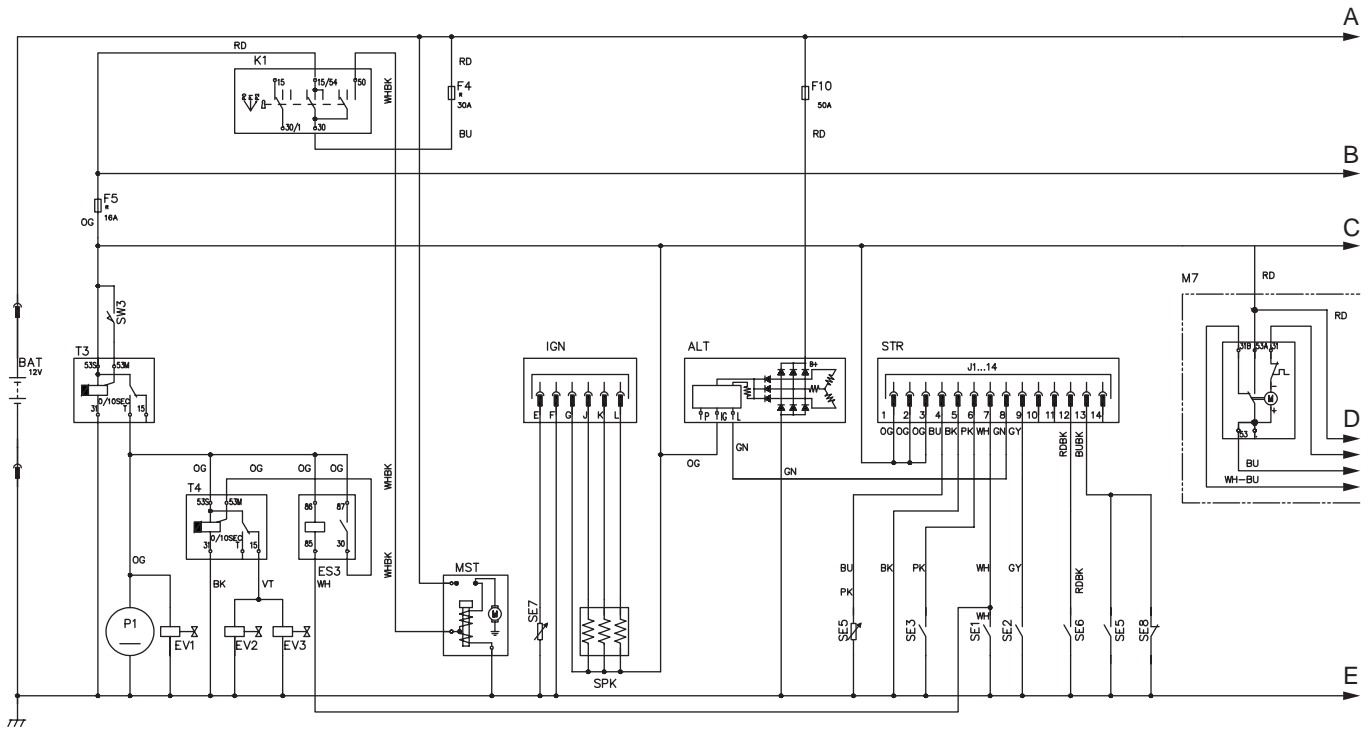 A
RD
K1
15
15/54
50
30/1
30
WHBK
RD
F4
30A
BU
F10
50A
RD
B
F5
16A
OG
C
SW3
BAT
12V
T3
53S
53M
0/10SEC
31
T
15
OG
OG
OG
OG
T4
53S
53M
0/10SEC
31
T
15
86
87
85
30
ES3
OG
BK
VT
WH
WHBK
WHBK
P1
EV1
EV2
EV3
MST
M
IGN
E
F
G
J
K
L
SE7
SPK
ALT
B+
P
IG
L
OG
GN
GN
STR
J1...14
1
2
3
4
5
6
7
8
9
10
11
12
13
14
OG
OG
OG
BU
BK
PK
WH
GN
GY
RDBK
BUBK
BU
PK
BK
PK
WH
GY
RDBK
WH
SE5
SE3
SE1
SE2
SE6
SE5
SE8
M7
RD
RD
31B
53A
31
-
M
+
53
BU
WH-BU
D
E